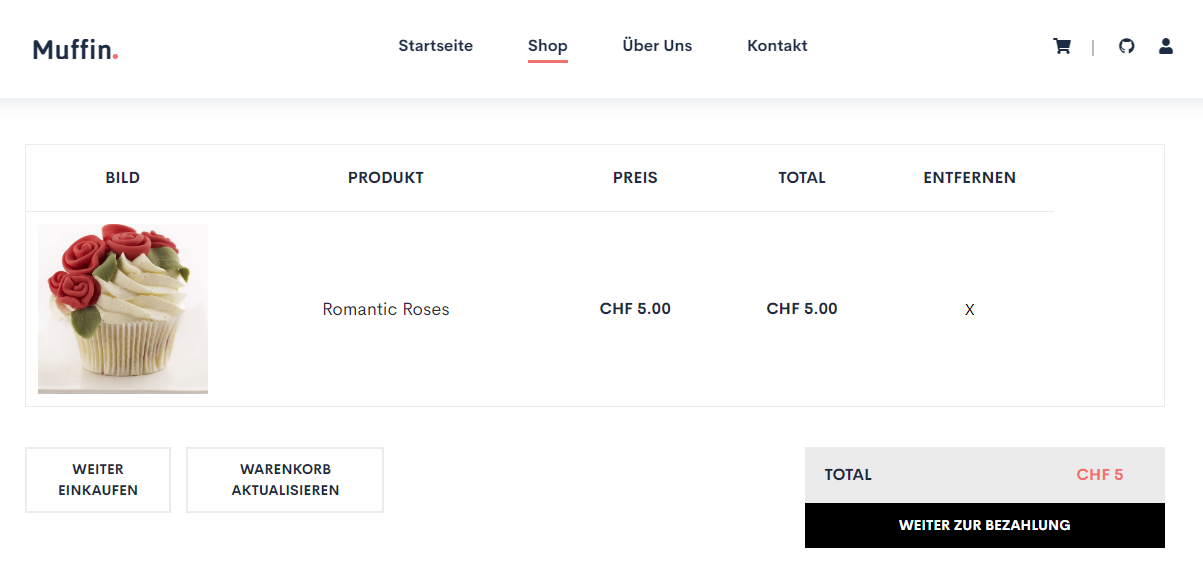 Muffin.
Startseite
Shop
Über Uns
Kontakt
|
BILD
PRODUKT
PREIS
TOTAL
ENTFERNEN
Romantic Roses
CHF 5.00
CHF 5.00
X
WEITER
EINKAUFEN
WARENKORB
AKTUALISIEREN
TOTAL
CHF 5
WEITER ZUR BEZAHLUNG